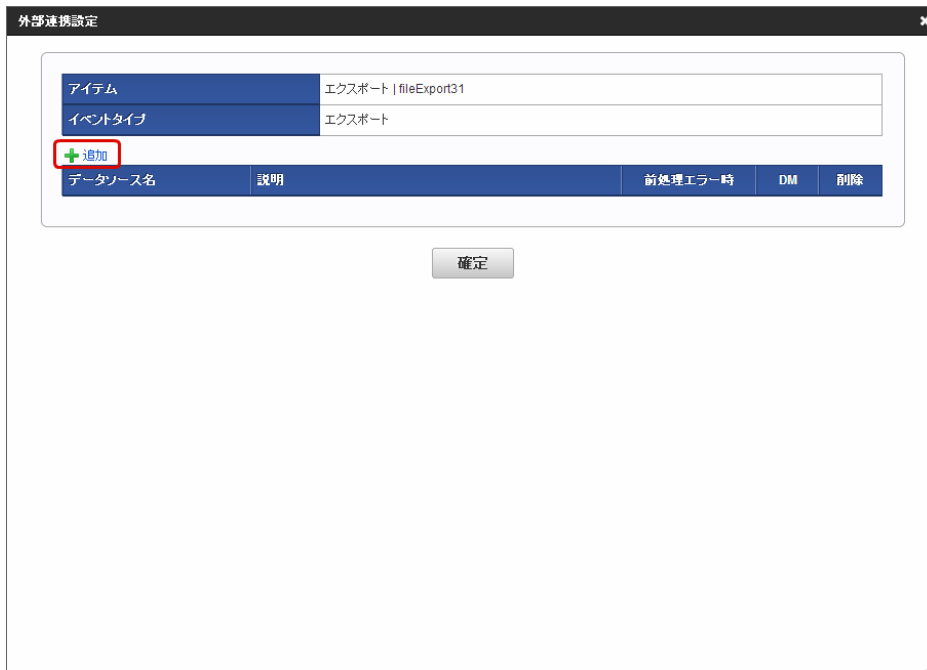 外部連携設定
アイテム エクスポート | fileExport31
イベントタイプ エクスポート
追加
データソース名 説明 前処理エラー時 DM 削除
確定